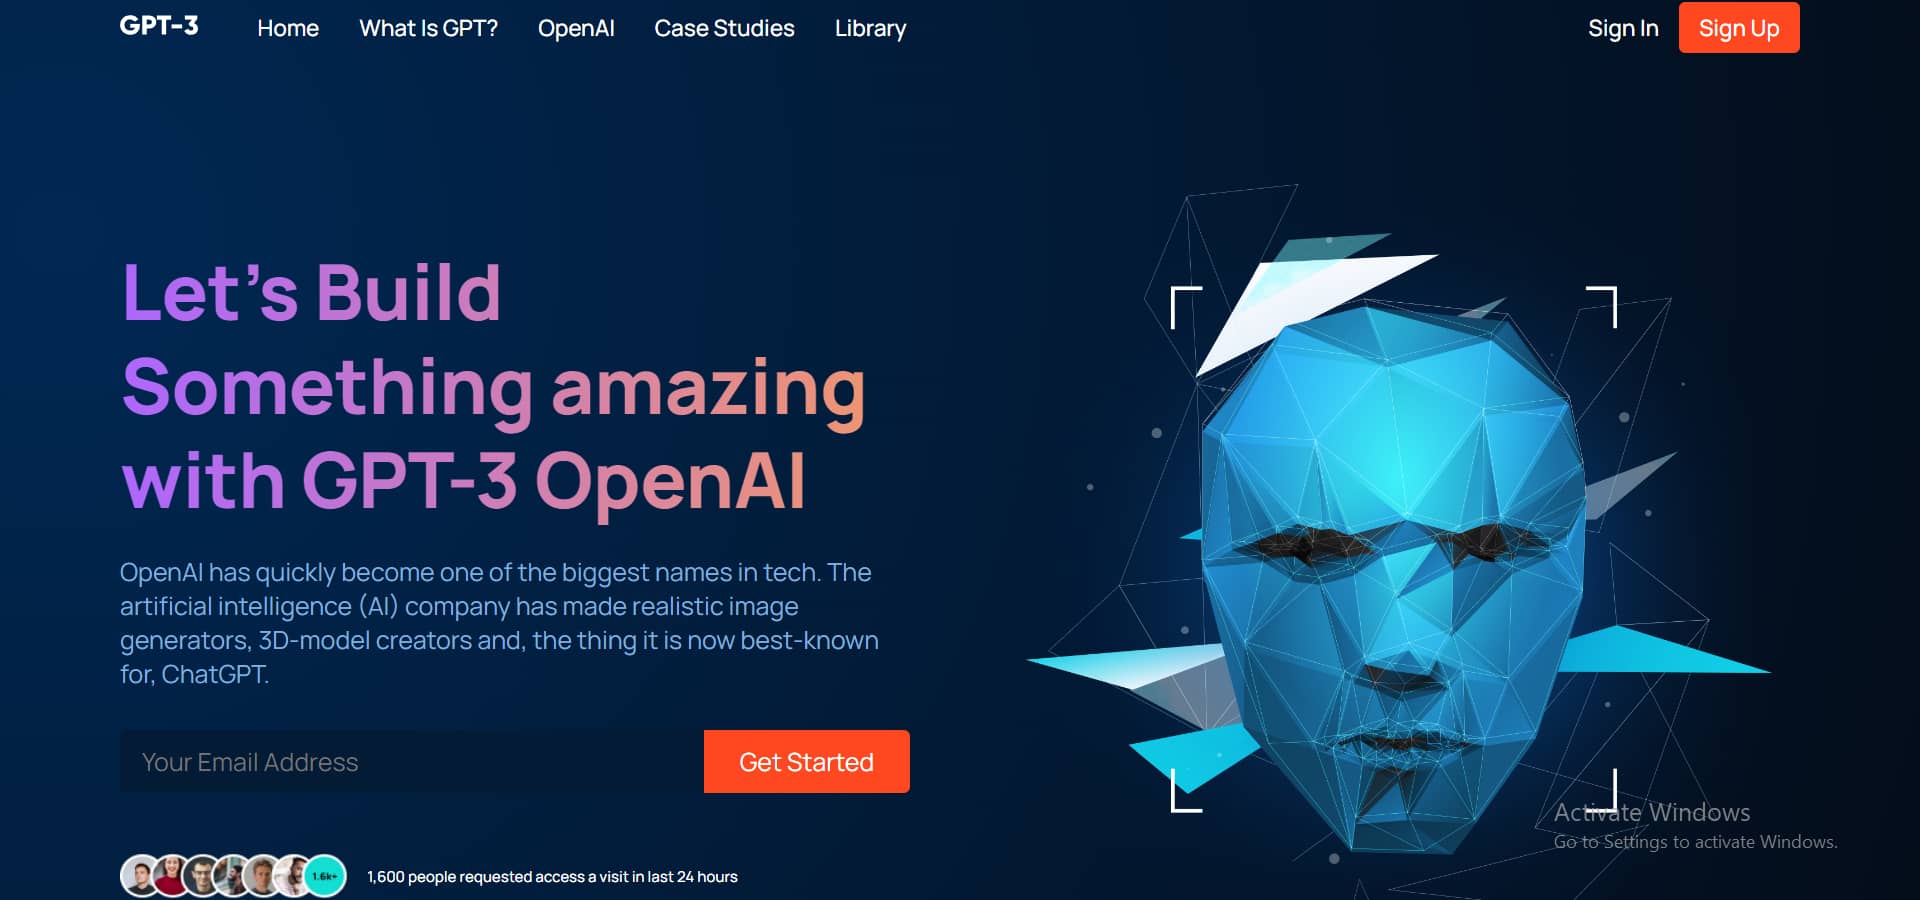 GPT-3
Home
What Is GPT?
OpenAI
Case Studies
Library
Sign In
Sign Up
Let's Build
Something amazing
with GPT-3 OpenAI
OpenAI has quickly become one of the biggest names in tech. The
artificial intelligence (AI) company has made realistic image
generators, 3D-model creators and, the thing it is now best-known
for, ChatGPT.
Your Email Address
Get Started
1.6k+
1,600 people requested access a visit in last 24 hours
Activate Windows
Go to Settings to activate Windows.